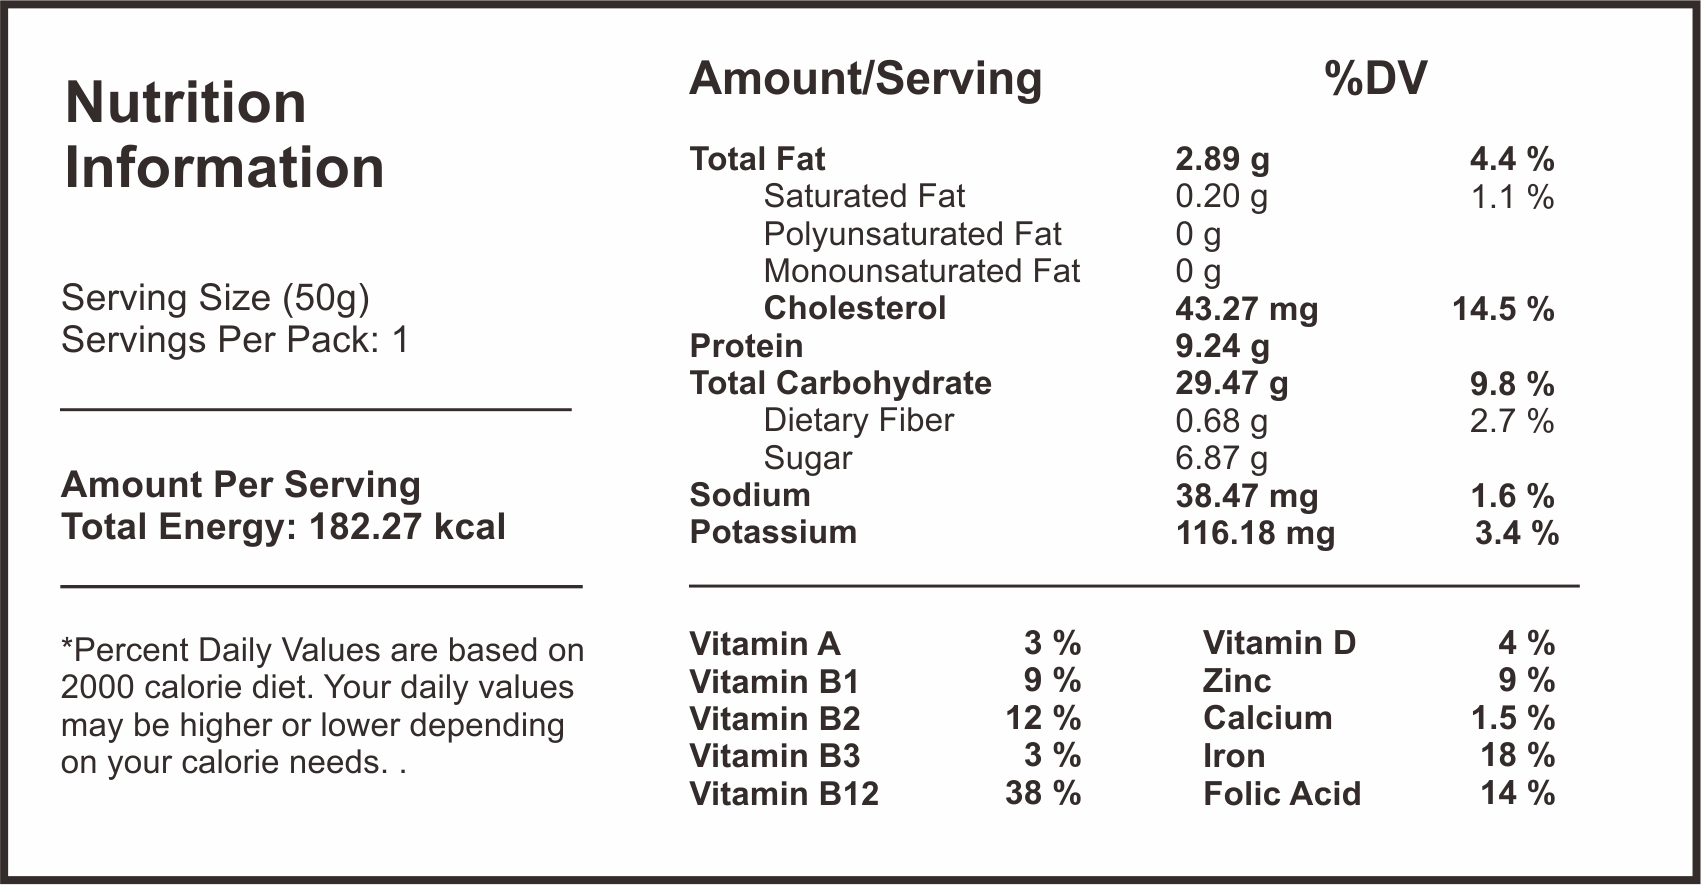 Nutrition
Information
Serving Size (50g)
Servings Per Pack: 1
Amount Per Serving
Total Energy: 182.27 kcal
*Percent Daily Values are based on
2000 calorie diet. Your daily values
may be higher or lower depending
on your calorie needs. .
Amount/Serving %DV
Total Fat 2.89 g 4.4 %
Saturated Fat 0.20 g 1.1 %
Polyunsaturated Fat 0 g
Monounsaturated Fat 0 g
Cholesterol 43.27 mg 14.5 %
Protein 9.24 g
Total Carbohydrate 29.47 g 9.8 %
Dietary Fiber 0.68 g 2.7 %
Sugar 6.87 g
Sodium 38.47 mg 1.6 %
Potassium 116.18 mg 3.4 %
Vitamin A 3 % Vitamin D 4 %
Vitamin B1 9 % Zinc 9 %
Vitamin B2 12 % Calcium 1.5 %
Vitamin B3 3 % Iron 18 %
Vitamin B12 38 % Folic Acid 14 %